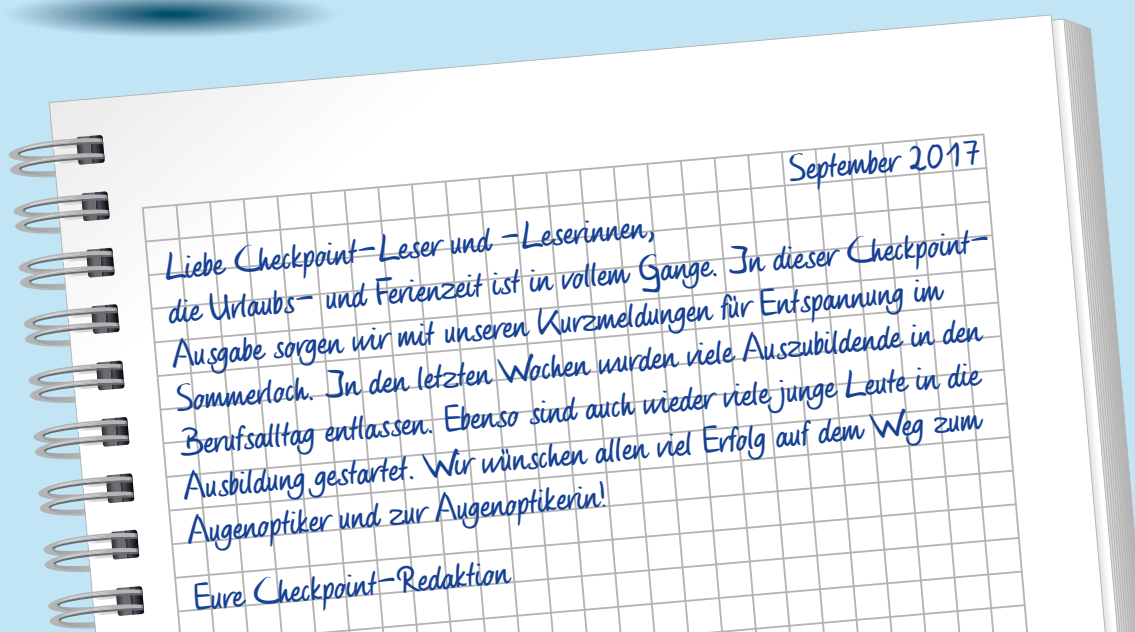 September 2017
Liebe Checkpoint-Leser und -Leserinnen,
die Urlaubs- und Ferienzeit ist in vollem Gange. In dieser Checkpoint-
Ausgabe sorgen wir mit unseren Kurzmeldungen für Entspannung im
Sommerloch. In den letzten Wochen wurden viele Auszubildende in den
Berufsalltag entlassen. Ebenso sind auch wieder viele junge Leute in die
Ausbildung gestartet. Wir wünschen allen viel Erfolg auf dem Weg zum
Augenoptiker und zur Augenoptikerin!
Eure Checkpoint-Redaktion